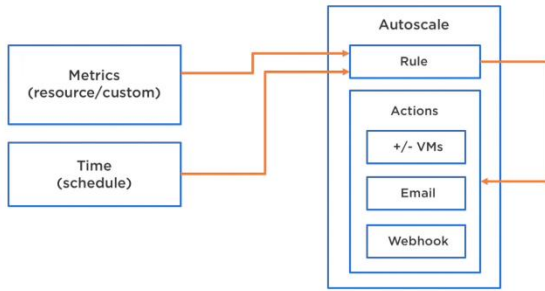 Metrics
(resource/custom)
Time
(schedule)
Autoscale
Rule
Actions
+/- VMs
Email
Webhook